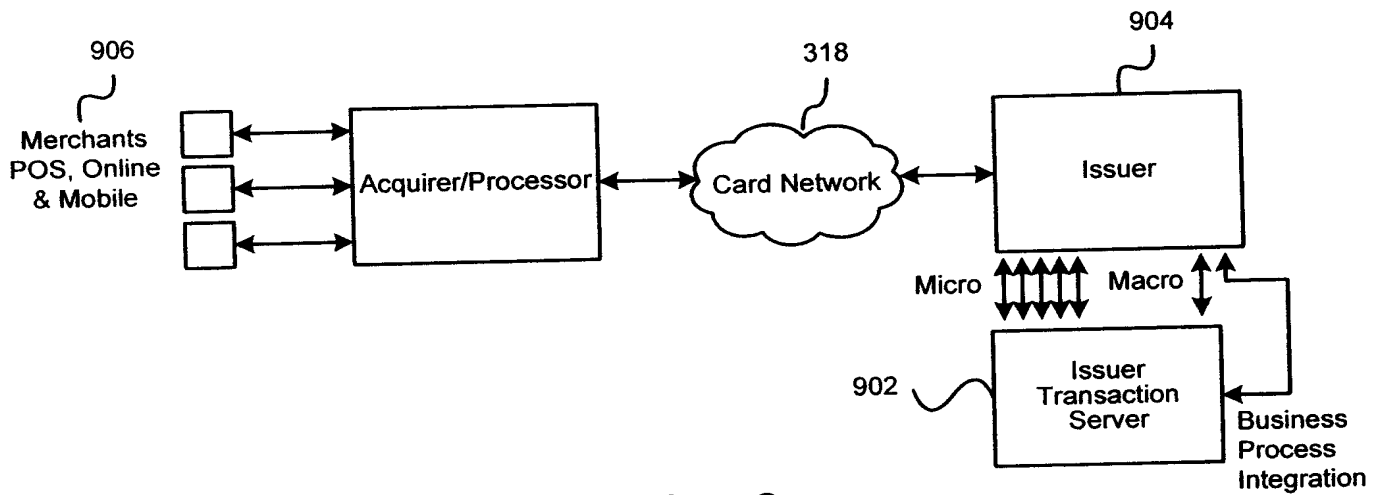 906
Merchants
POS, Online
& Mobile
Acquirer/Processor
318
Card Network
904
Issuer
Micro
Macro
902
Issuer
Transaction
Server
Business
Process
Integration